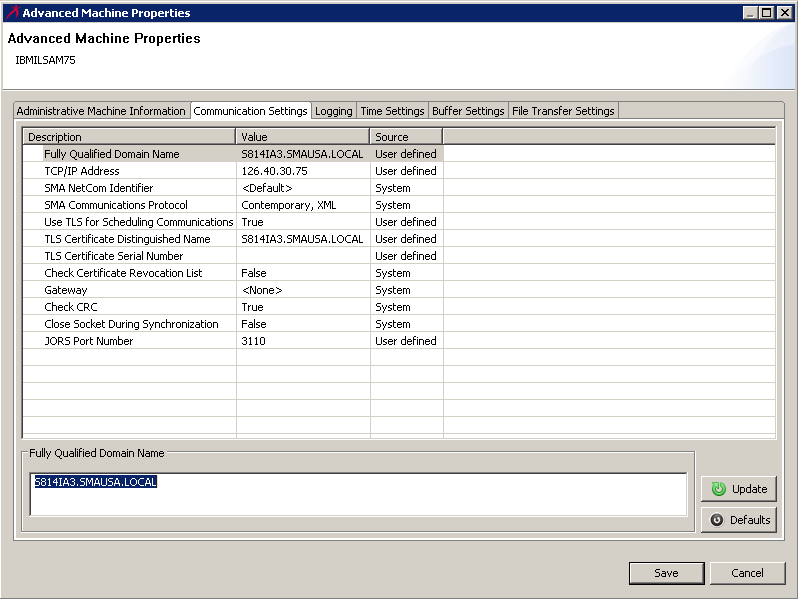 Advanced Machine Properties
Advanced Machine Properties
IBMILSAM75
Administrative Machine Information Communication Settings Logging Time Settings Buffer Settings File Transfer Settings
Description Value Source
Fully Qualified Domain Name S814IA3.SMAUSA.LOCAL User defined
TCP/IP Address 126.40.30.75 User defined
SMA NetCom Identifier <Default> System
SMA Communications Protocol Contemporary, XML System
Use TLS for Scheduling Communications True User defined
TLS Certificate Distinguished Name S814IA3.SMAUSA.LOCAL User defined
TLS Certificate Serial Number User defined
Check Certificate Revocation List False System
Gateway <None> System
Check CRC True System
Close Socket During Synchronization False System
JORS Port Number 3110 User defined
Fully Qualified Domain Name
S814IA3.SMAUSA.LOCAL
Update
Defaults
Save Cancel